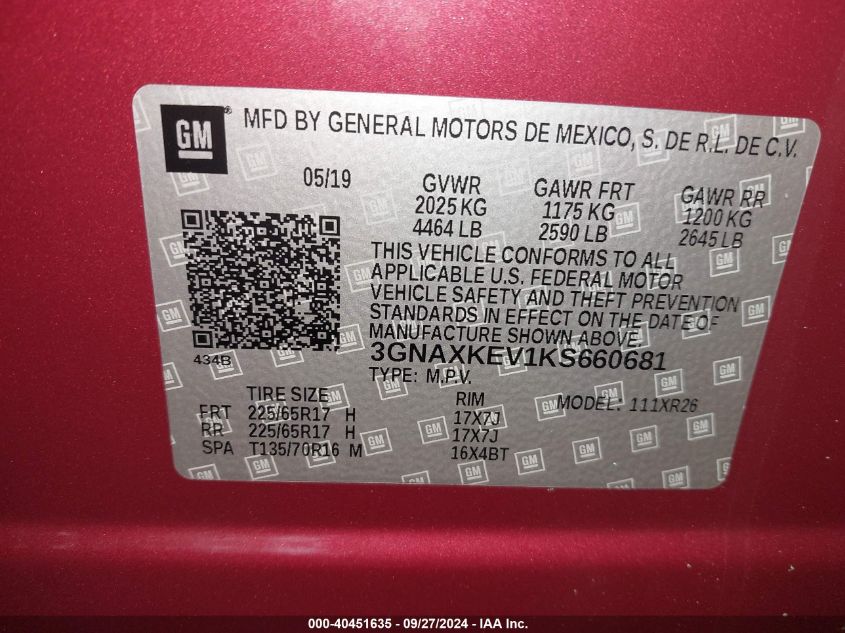 GM ® MFD BY GENERAL MOTORS DE MEXICO, S. DE R.L. DE C.V.
05/19 GVWR GAWR FRT GAWR RR
2025 KG 1175 KG 1200 KG
4464 LB 2590 LB 2645 LB
THIS VEHICLE CONFORMS TO ALL
APPLICABLE U.S. FEDERAL MOTOR
VEHICLE SAFETY AND THEFT PREVENTION
STANDARDS IN EFFECT ON THE DATE OF
MANUFACTURE SHOWN ABOVE.
434B 3GNAXKEV1KS660681
TYPE: M.P.V.
TIRE SIZE RIM MODEL: 111XR26
FRT 225/65R17 H 17X7J
RR 225/65R17 H 17X7J
SPA T135/70R16 M 16X4BT
000-40451635 - 09/27/2024 - IAA Inc.